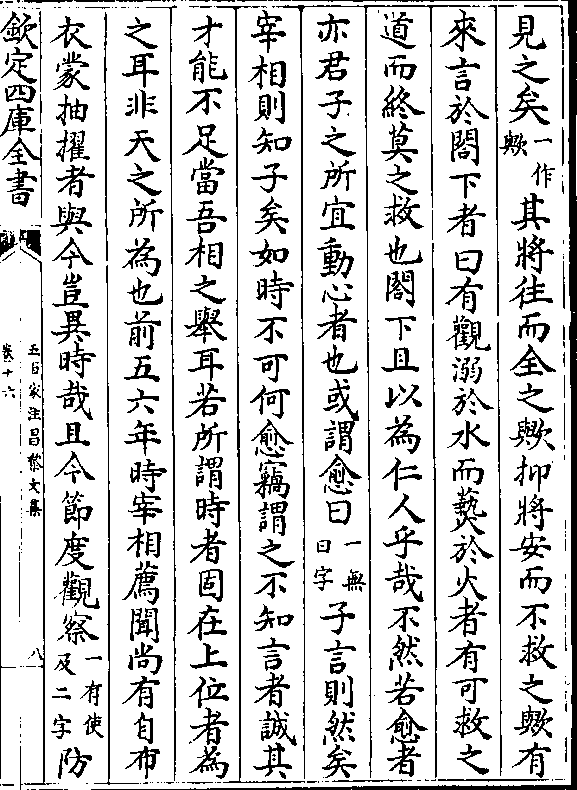 見之矣一作歟其將往而全之歟抑將安而不救之歟有
來言於閤下者曰有觀溺於水而爇於火者有可救之
道而終莫之救也閤下且以為仁人乎哉不然若愈者
亦君子之所宜動心者也或謂愈曰一無曰字子言則然矣
宰相則知子矣如時不可何愈竊謂之不知言者誠其
才能不足當吾相之舉耳若所謂時者固在上位者為
之耳非天之所為也前五六年時宰相薦聞尚有自布
衣蒙抽擢者與今豈異時哉且今節度觀察一有使及二字防
欽定四庫全書
五百家注昌黎文集
卷十六
八